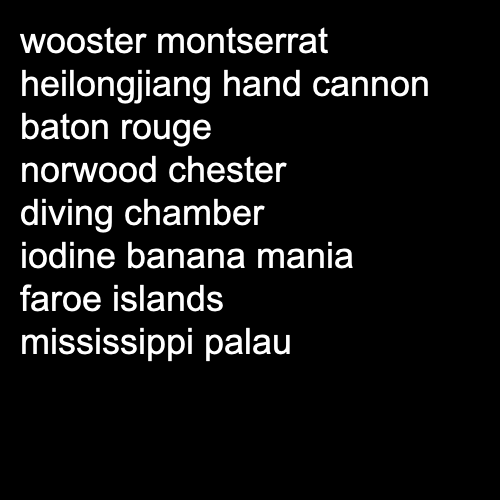 wooster montserrat
heilongjiang hand cannon
baton rouge
norwood chester
diving chamber
iodine banana mania
faroe islands
mississippi palau